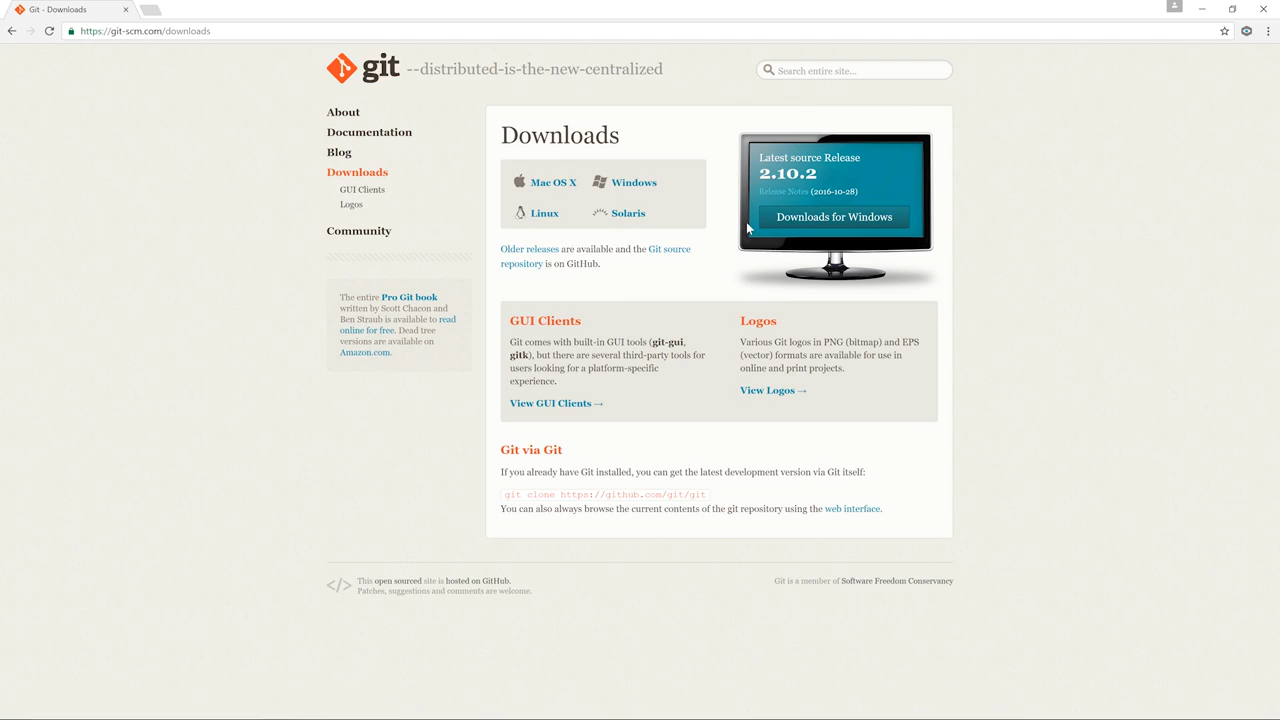 Git - Downloads
https://git-scm.com/downloads
git --distributed-is-the-new-centralized
Search entire site...
About
Documentation
Blog
Downloads
GUI Clients
Logos
Community
The entire Pro Git book
written by Scott Chacon and
Ben Straub is available to read
online for free. Dead tree
versions are available on
Amazon.com.
Downloads
Mac OS X
Windows
Linux
Solaris
Older releases are available and the Git source
repository is on GitHub.
Latest source Release
2.10.2
Release Notes (2016-10-28)
Downloads for Windows
GUI Clients
Git comes with built-in GUI tools (git-gui,
gitk), but there are several third-party tools for
users looking for a platform-specific
experience.
View GUI Clients →
Logos
Various Git logos in PNG (bitmap) and EPS
(vector) formats are available for use in
online and print projects.
View Logos →
Git via Git
If you already have Git installed, you can get the latest development version via Git itself:
git clone https://github.com/git/git
You can also always browse the current contents of the git repository using the web interface.
</> This open sourced site is hosted on GitHub.
Patches, suggestions and comments are welcome.
Git is a member of Software Freedom Conservancy